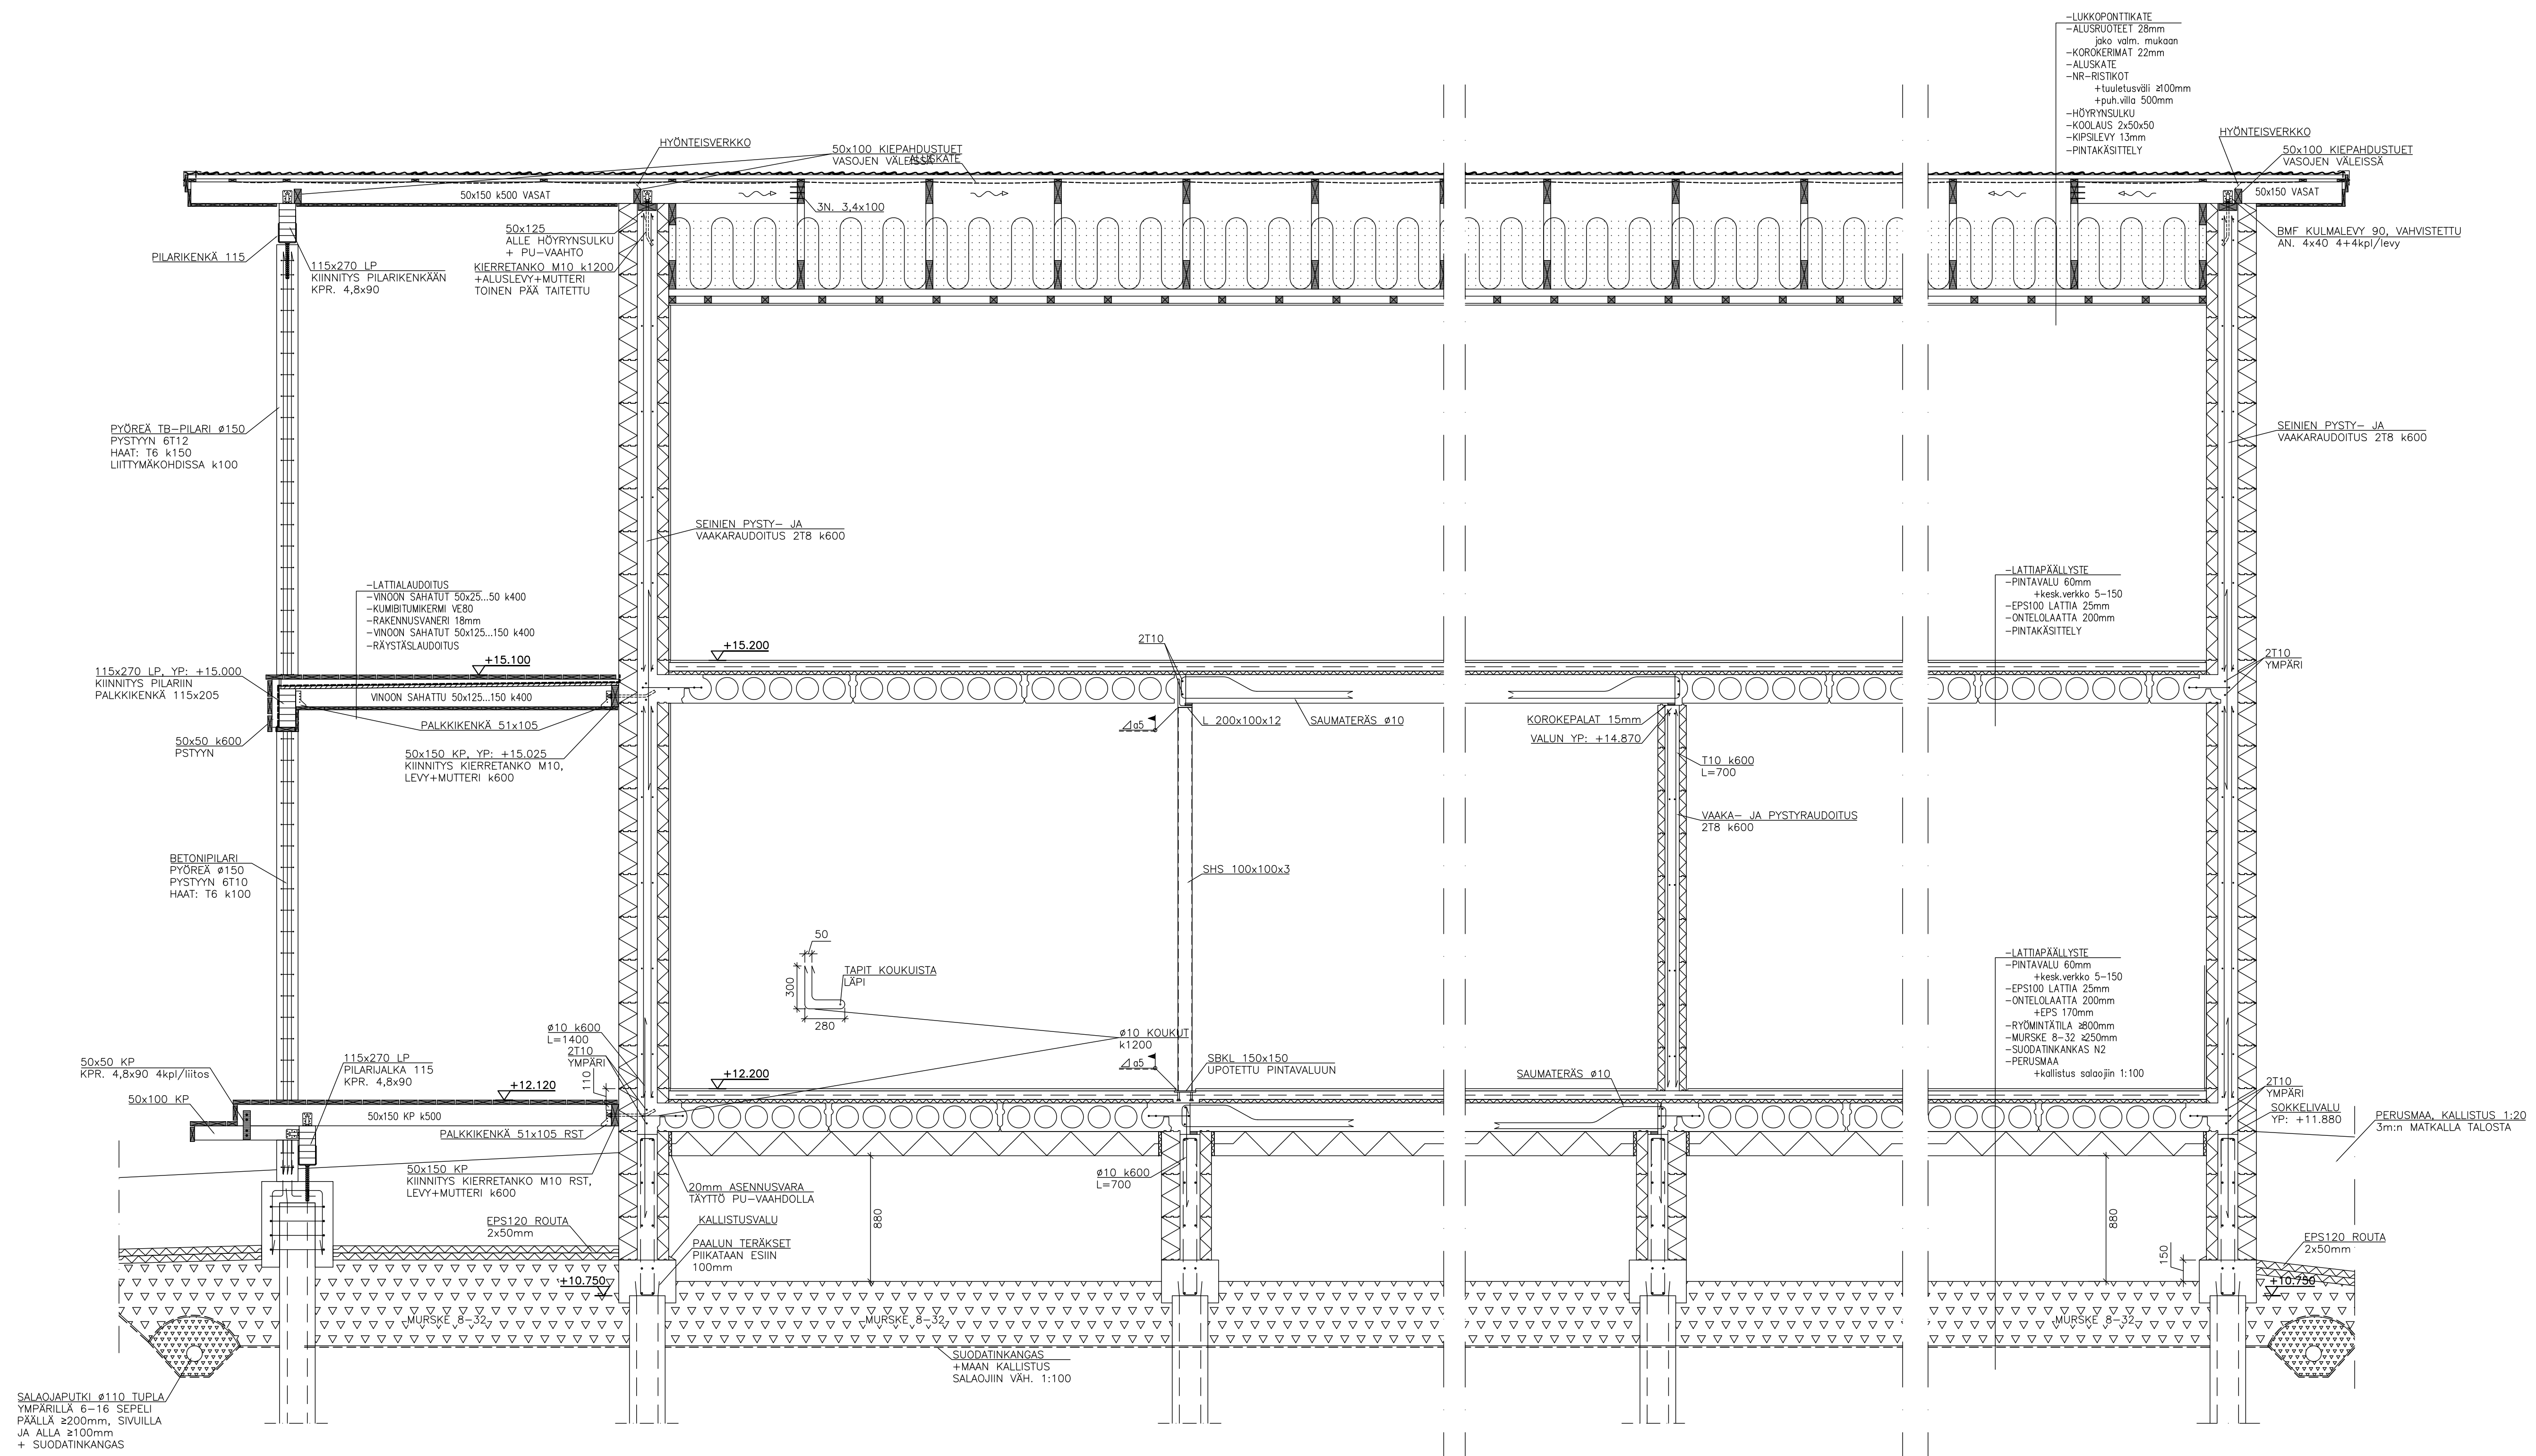 -LUKKOPONTTIKATE
-ALUSRUOTEET 28mm
jako valm. mukaan
-KOROKERIMAT 22mm
-ALUSKATE
-NR-RISTIKOT
+tuuletusväli ≥100mm
+puh.villa 500mm
-HÖYRYNSULKU
-KOOLAUS 2x50x50
-KIPSILEVY 13mm
-PINTAKÄSITTELY
HYÖNTEISVERKKO
50x100 KIEPAHDUSTUET
VASOJEN VÄLEISSÄ
ALUSKATE
HYÖNTEISVERKKO
50x100 KIEPAHDUSTUET
VASOJEN VÄLEISSÄ
50x150 k500 VASAT
3N. 3,4x100
50x150 VASAT
PILARIKENKÄ 115
115x270 LP
KIINNITYS PILARIKENKÄÄN
KPR. 4,8x90
50x125
ALLE HÖYRYNSULKU
+ PU-VAAHTO
KIERRETANKO M10 k1200
+ALUSLEVY+MUTTERI
TOINEN PÄÄ TAITETTU
BMF KULMALEVY 90, VAHVISTETTU
AN. 4x40 4+4kpl/levy
PYÖREÄ TB-PILARI ø150
PYSTYYN 6T12
HAAT: T6 k150
LIITTYMÄKOHDISSA k100
SEINIEN PYSTY- JA
VAAKARAUDOITUS 2T8 k600
SEINIEN PYSTY- JA
VAAKARAUDOITUS 2T8 k600
-LATTIALAUDOITUS
-VINOON SAHATUT 50x25...50 k400
-KUMIBITUMIKERMI VE80
-RAKENNUSVANERI 18mm
-VINOON SAHATUT 50x125...150 k400
-RÄYSTÄSLAUDOITUS
-LATTIAPÄÄLLYSTE
-PINTAVALU 60mm
+kesk.verkko 5-150
-EPS100 LATTIA 25mm
-ONTELOLAATTA 200mm
-PINTAKÄSITTELY
+15.100
+15.200
2T10
2T10
YMPÄRI
115x270 LP, YP: +15.000
KIINNITYS PILARIIN
PALKKIKENKÄ 115x205
VINOON SAHATTU 50x125...150 k400
PALKKIKENKÄ 51x105
50x50 k600
PSTYYN
50x150 KP, YP: +15.025
KIINNITYS KIERRETANKO M10,
LEVY+MUTTERI k600
a5
L 200x100x12
SAUMATERÄS ø10
KOROKEPALAT 15mm
VALUN YP: +14.870
T10 k600
L=700
VAAKA- JA PYSTYRAUDOITUS
2T8 k600
BETONIPILARI
PYÖREÄ ø150
PYSTYYN 6T10
HAAT: T6 k100
SHS 100x100x3
50
300
280
TAPIT KOUKUISTA
LÄPI
-LATTIAPÄÄLLYSTE
-PINTAVALU 60mm
+kesk.verkko 5-150
-EPS100 LATTIA 25mm
-ONTELOLAATTA 200mm
+EPS 170mm
-RYÖMINTÄTILA ≥800mm
-MURSKE 8-32 ≥250mm
-SUODATINKANKAS N2
-PERUSMAA
+kallistus salaojiin 1:100
ø10 k600
L=1400
2T10
YMPÄRI
110
ø10 KOUKUT
k1200
a5
SBKL 150x150
UPOTETTU PINTAVALUUN
SAUMATERÄS ø10
50x50 KP
KPR. 4,8x90 4kpl/liitos
115x270 LP
PILARIJALKA 115
KPR. 4,8x90
+12.120
+12.200
50x100 KP
50x150 KP k500
PALKKIKENKÄ 51x105 RST
2T10
YMPÄRI
SOKKELIVALU
YP: +11.880
PERUSMAA, KALLISTUS 1:20
3m:n MATKALLA TALOSTA
50x150 KP
KIINNITYS KIERRETANKO M10 RST,
LEVY+MUTTERI k600
20mm ASENNUSVARA
TÄYTTÖ PU-VAAHDOLLA
ø10 k600
L=700
EPS120 ROUTA
2x50mm
KALLISTUSVALU
PAALUN TERÄKSET
PIIKATAAN ESIIN
100mm
880
880
150
EPS120 ROUTA
2x50mm
+10.750
+10.750
MURSKE 8-32
MURSKE 8-32
MURSKE 8-32
SUODATINKANGAS
+MAAN KALLISTUS
SALAOJIIN VÄH. 1:100
SALAOJAPUTKI ø110 TUPLA
YMPÄRILLÄ 6-16 SEPELI
PÄÄLLÄ ≥200mm, SIVUILLA
JA ALLA ≥100mm
+ SUODATINKANGAS